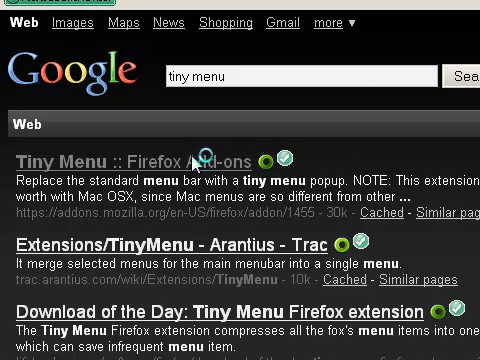 Web Images Maps News Shopping Gmail more ▼
Google
tiny menu
Sea
Web
Tiny Menu :: Firefox Add-ons
Replace the standard menu bar with a tiny menu popup. NOTE: This extension
worth with Mac OSX, since Mac menus are so different from other ...
https://addons.mozilla.org/en-US/firefox/addon/1455 - 30k - Cached - Similar page
Extensions/TinyMenu - Arantius - Trac
It merge selected menus for the main menubar into a single menu.
trac.arantius.com/wiki/Extensions/TinyMenu - 10k - Cached - Similar pages
Download of the Day: Tiny Menu Firefox extension
The Tiny Menu Firefox extension compresses all the fox's menu items into one
which can save infrequent menu item.